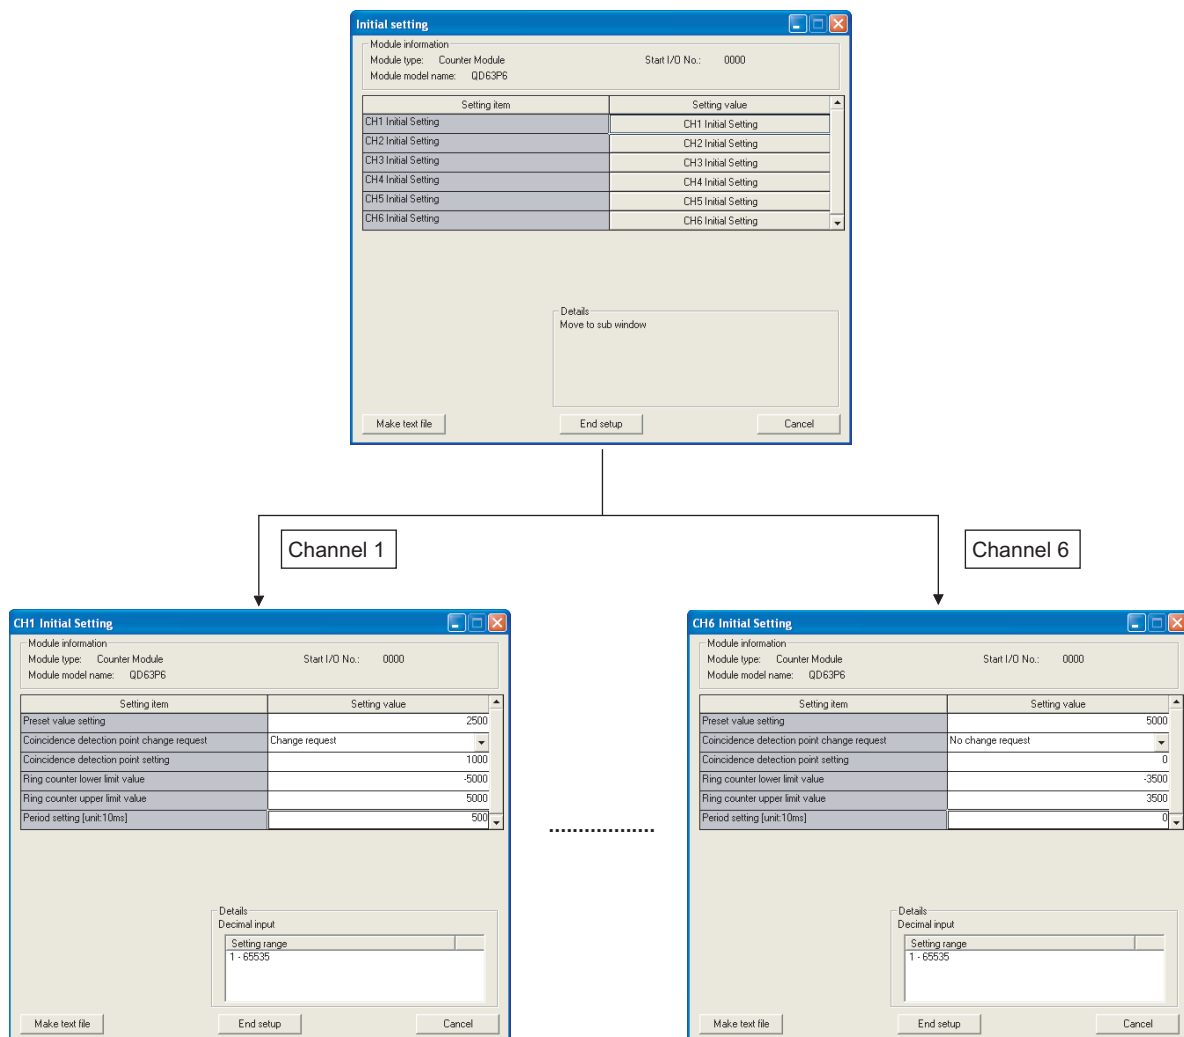 Initial setting
Module information
Module type: Counter Module Start I/O No.: 0000
Module model name: QD63P6
Setting item Setting value
CH1 Initial Setting CH1 Initial Setting
CH2 Initial Setting CH2 Initial Setting
CH3 Initial Setting CH3 Initial Setting
CH4 Initial Setting CH4 Initial Setting
CH5 Initial Setting CH5 Initial Setting
CH6 Initial Setting CH6 Initial Setting
Details
Move to sub window
Make text file End setup Cancel
Channel 1
Channel 6
CH1 Initial Setting
Module information
Module type: Counter Module Start I/O No.: 0000
Module model name: QD63P6
Setting item Setting value
Preset value setting 2500
Coincidence detection point change request Change request
Coincidence detection point setting 1000
Ring counter lower limit value -5000
Ring counter upper limit value 5000
Period setting [unit:10ms] 500
Details
Decimal input
Setting range
1 - 65535
Make text file End setup Cancel
CH6 Initial Setting
Module information
Module type: Counter Module Start I/O No.: 0000
Module model name: QD63P6
Setting item Setting value
Preset value setting 5000
Coincidence detection point change request No change request
Coincidence detection point setting 0
Ring counter lower limit value -3500
Ring counter upper limit value 3500
Period setting [unit:10ms] 0
Details
Decimal input
Setting range
1 - 65535
Make text file End setup Cancel